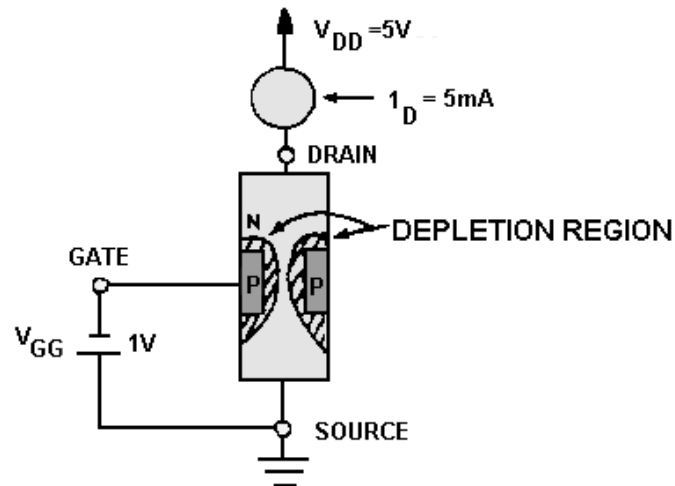 V_DD =5V
1_D = 5mA
DRAIN
N
DEPLETION REGION
GATE
P P
V_GG 1V
SOURCE